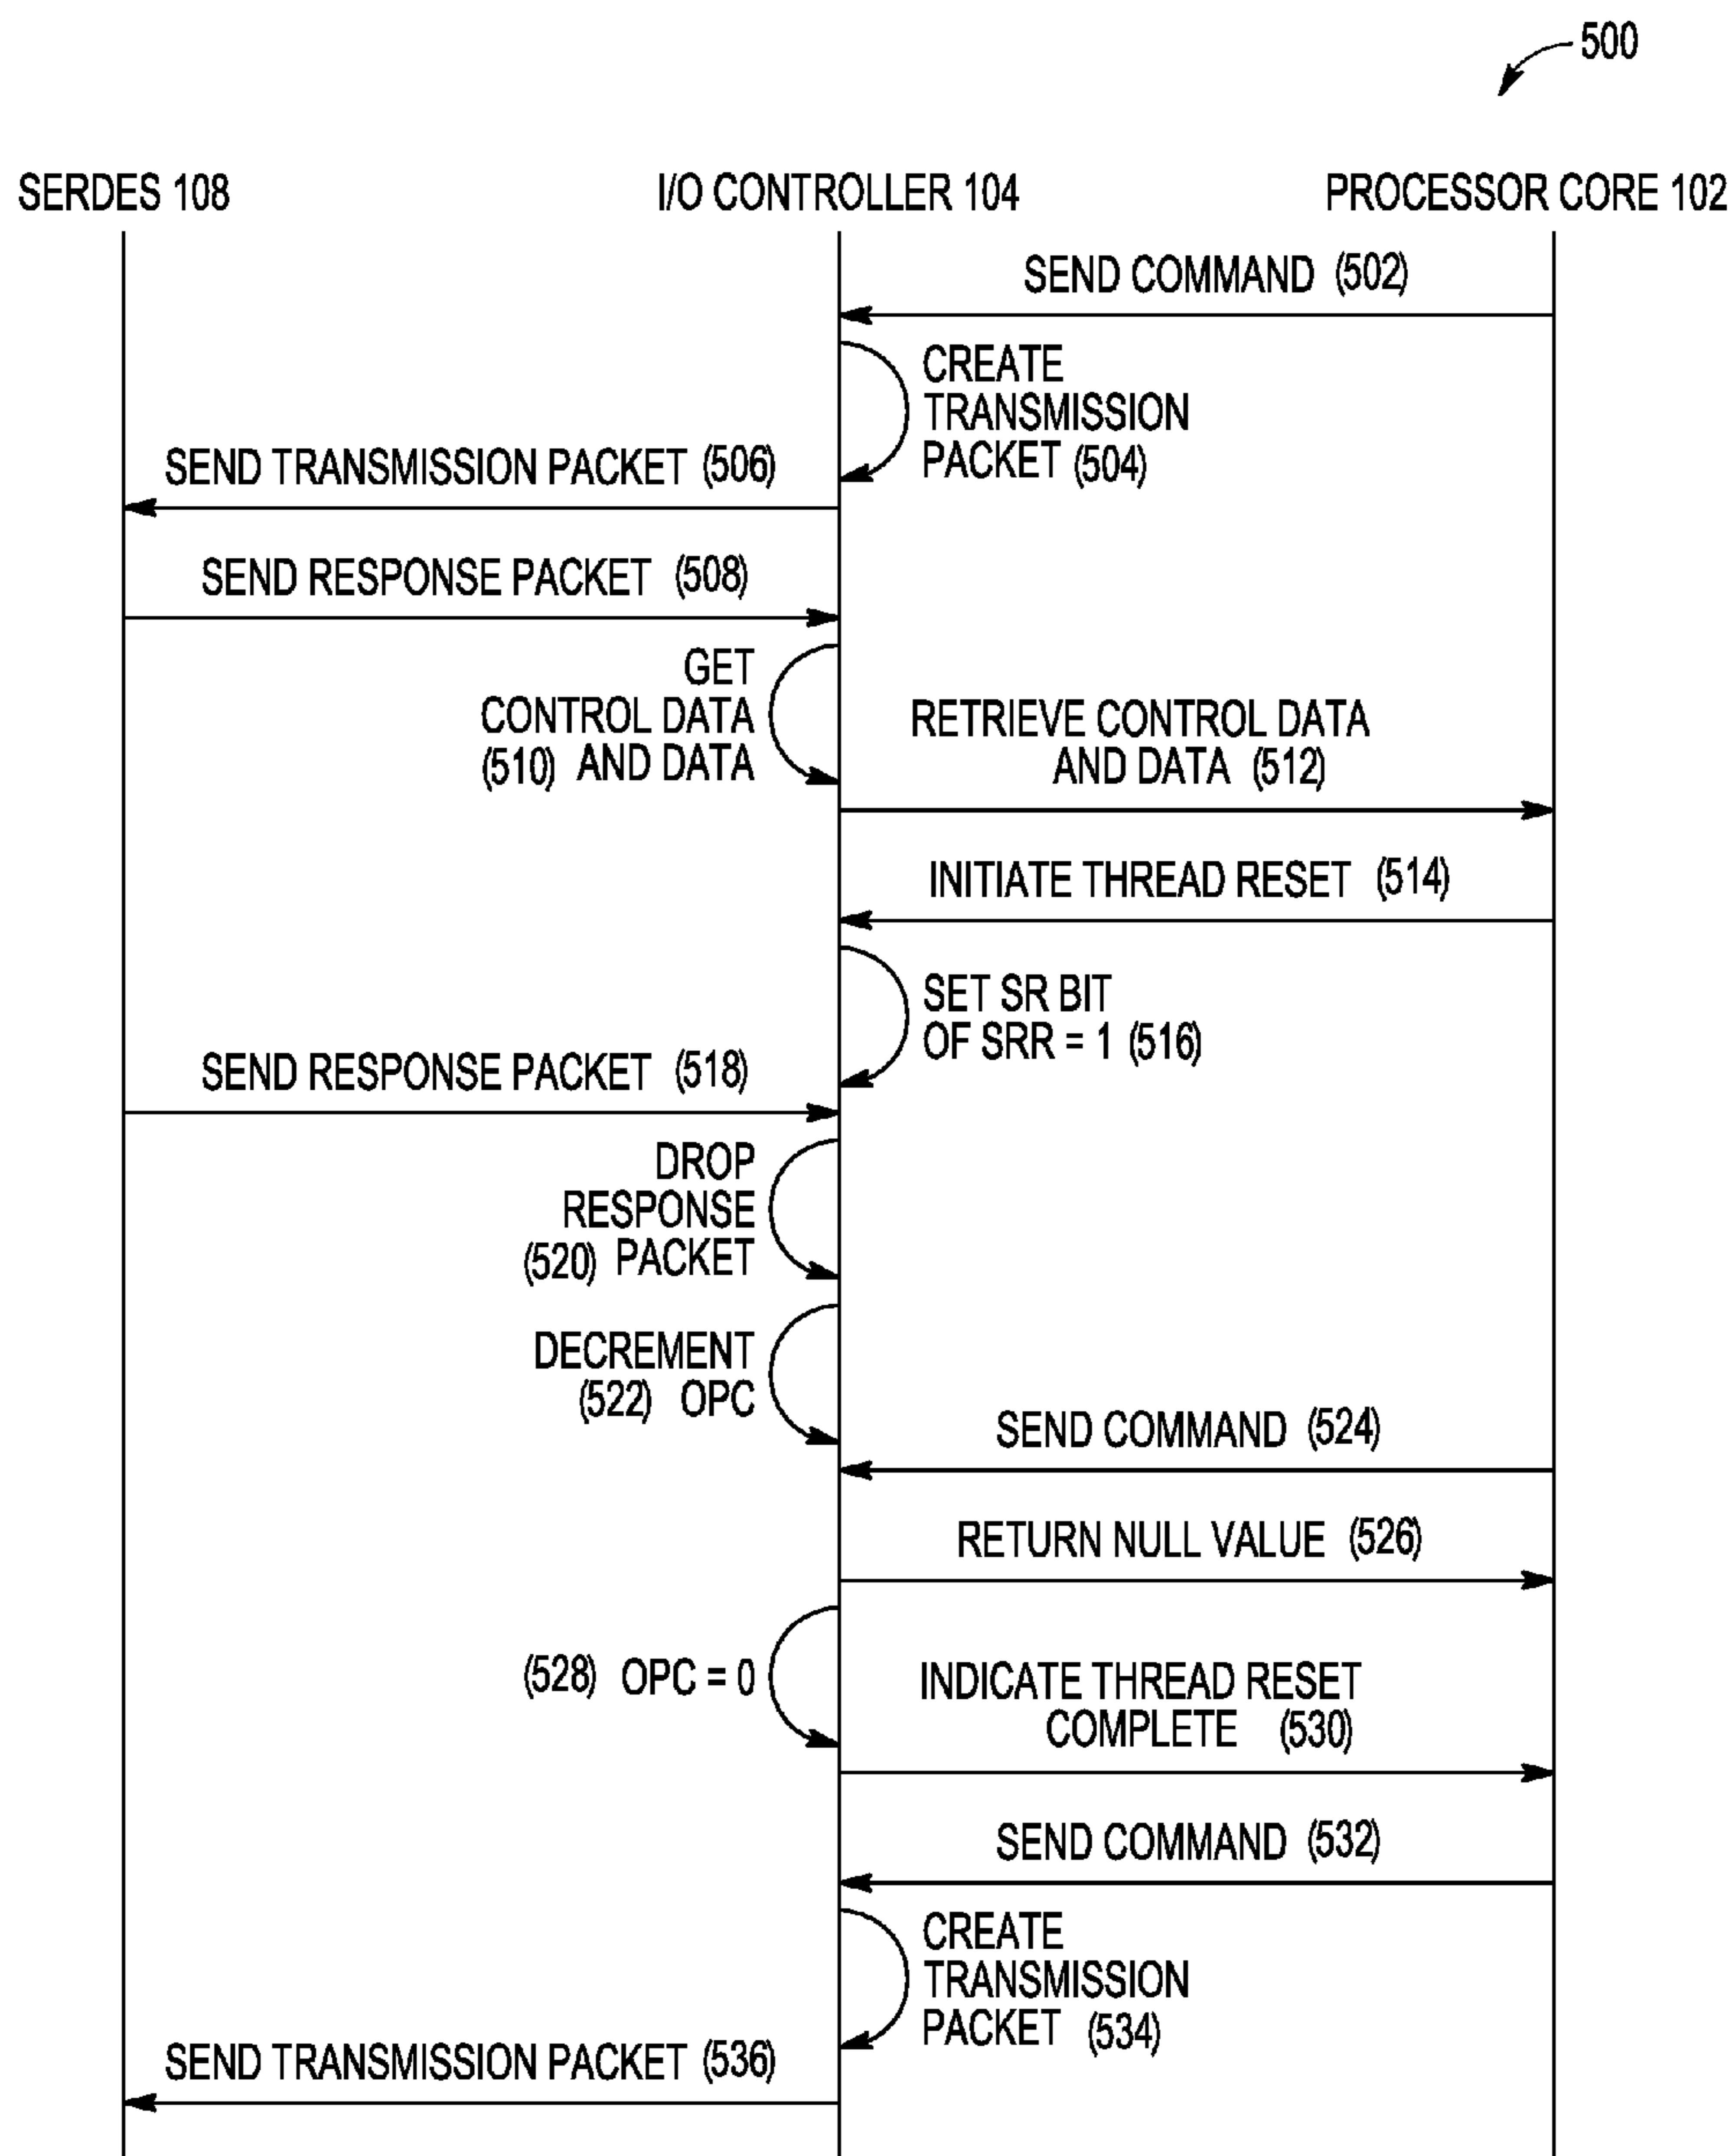 500
SERDES 108
I/O CONTROLLER 104
PROCESSOR CORE 102
SEND COMMAND (502)
CREATE
TRANSMISSION
PACKET (504)
SEND TRANSMISSION PACKET (506)
SEND RESPONSE PACKET (508)
GET
CONTROL DATA
(510) AND DATA
RETRIEVE CONTROL DATA
AND DATA (512)
INITIATE THREAD RESET (514)
SET SR BIT
OF SRR = 1 (516)
SEND RESPONSE PACKET (518)
DROP
RESPONSE
(520) PACKET
DECREMENT
(522) OPC
SEND COMMAND (524)
RETURN NULL VALUE (526)
(528) OPC = 0
INDICATE THREAD RESET
COMPLETE (530)
SEND COMMAND (532)
CREATE
TRANSMISSION
PACKET (534)
SEND TRANSMISSION PACKET (536)